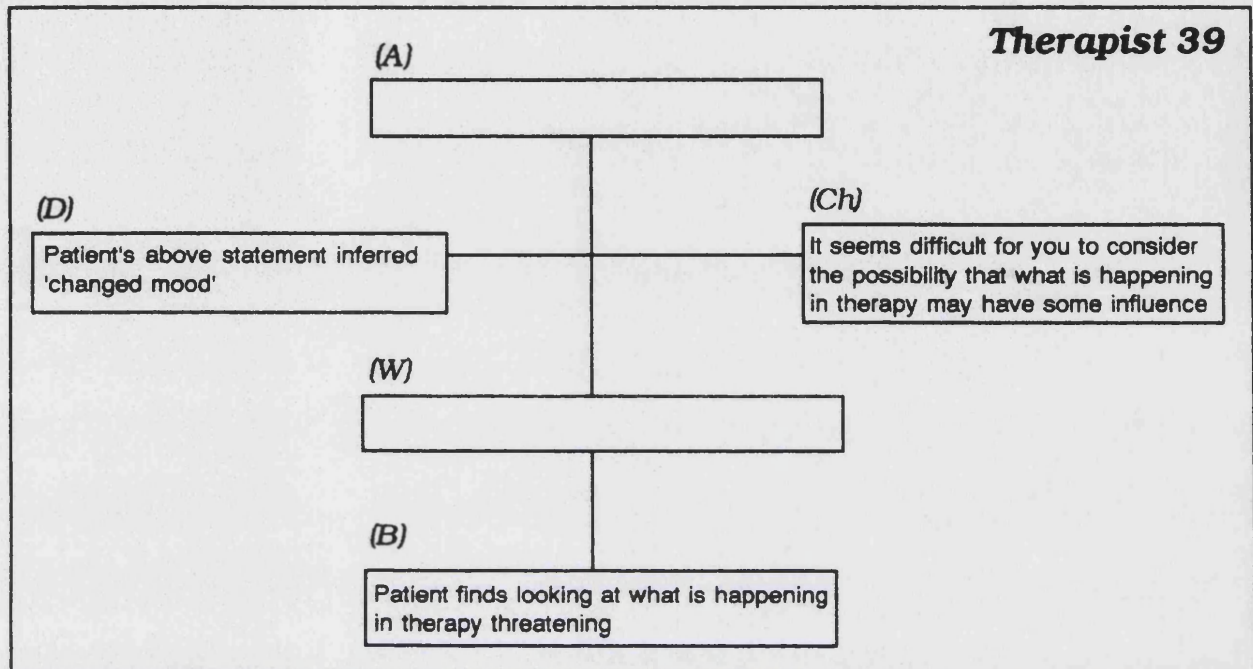 Therapist 39
(A)
(D)
Patient's above statement inferred
'changed mood'
(Ch)
It seems difficult for you to consider
the possibility that what is happening
in therapy may have some influence
(W)
(B)
Patient finds looking at what is happening
in therapy threatening